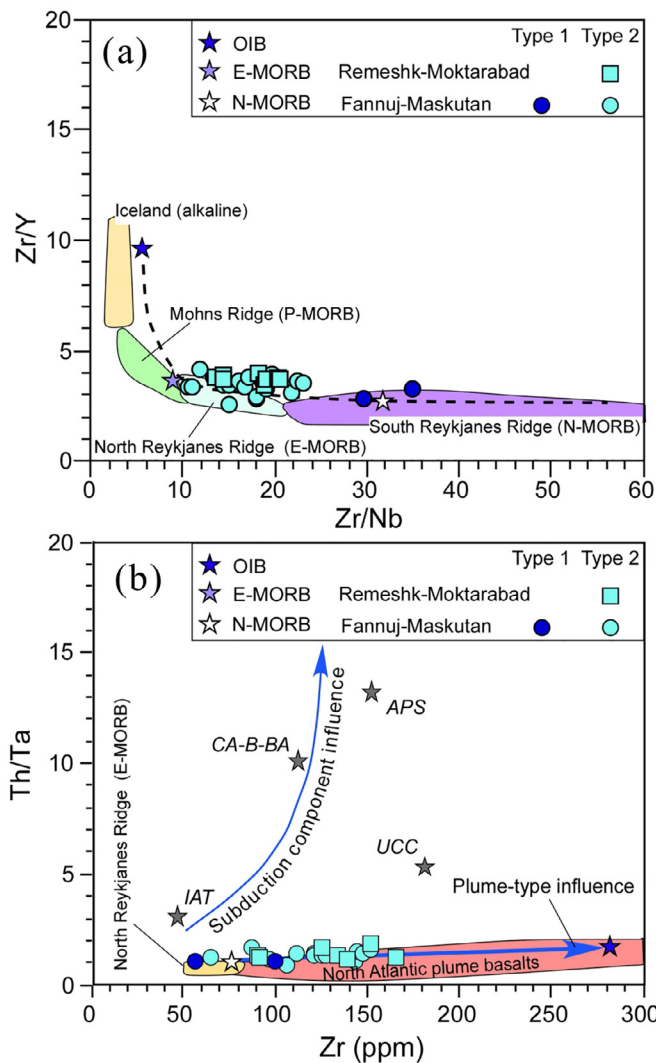 (a)
OIB
E-MORB
N-MORB
Type 1 Type 2
Remeshk-Moktarabad
Fannuj-Maskutan
20
15
10
5
0
Zr/Y
Iceland (alkaline)
Mohns Ridge (P-MORB)
North Reykjanes Ridge (E-MORB)
South Reykjanes Ridge (N-MORB)
0 10 20 30 40 50 60
Zr/Nb
(b)
OIB
E-MORB
N-MORB
Type 1 Type 2
Remeshk-Moktarabad
Fannuj-Maskutan
20
15
10
5
0
Th/Ta
North Reykjanes Ridge (E-MORB)
CA-B-BA
APS
IAT
UCC
Subduction component influence
Plume-type influence
North Atlantic plume basalts
0 50 100 150 200 250 300
Zr (ppm)